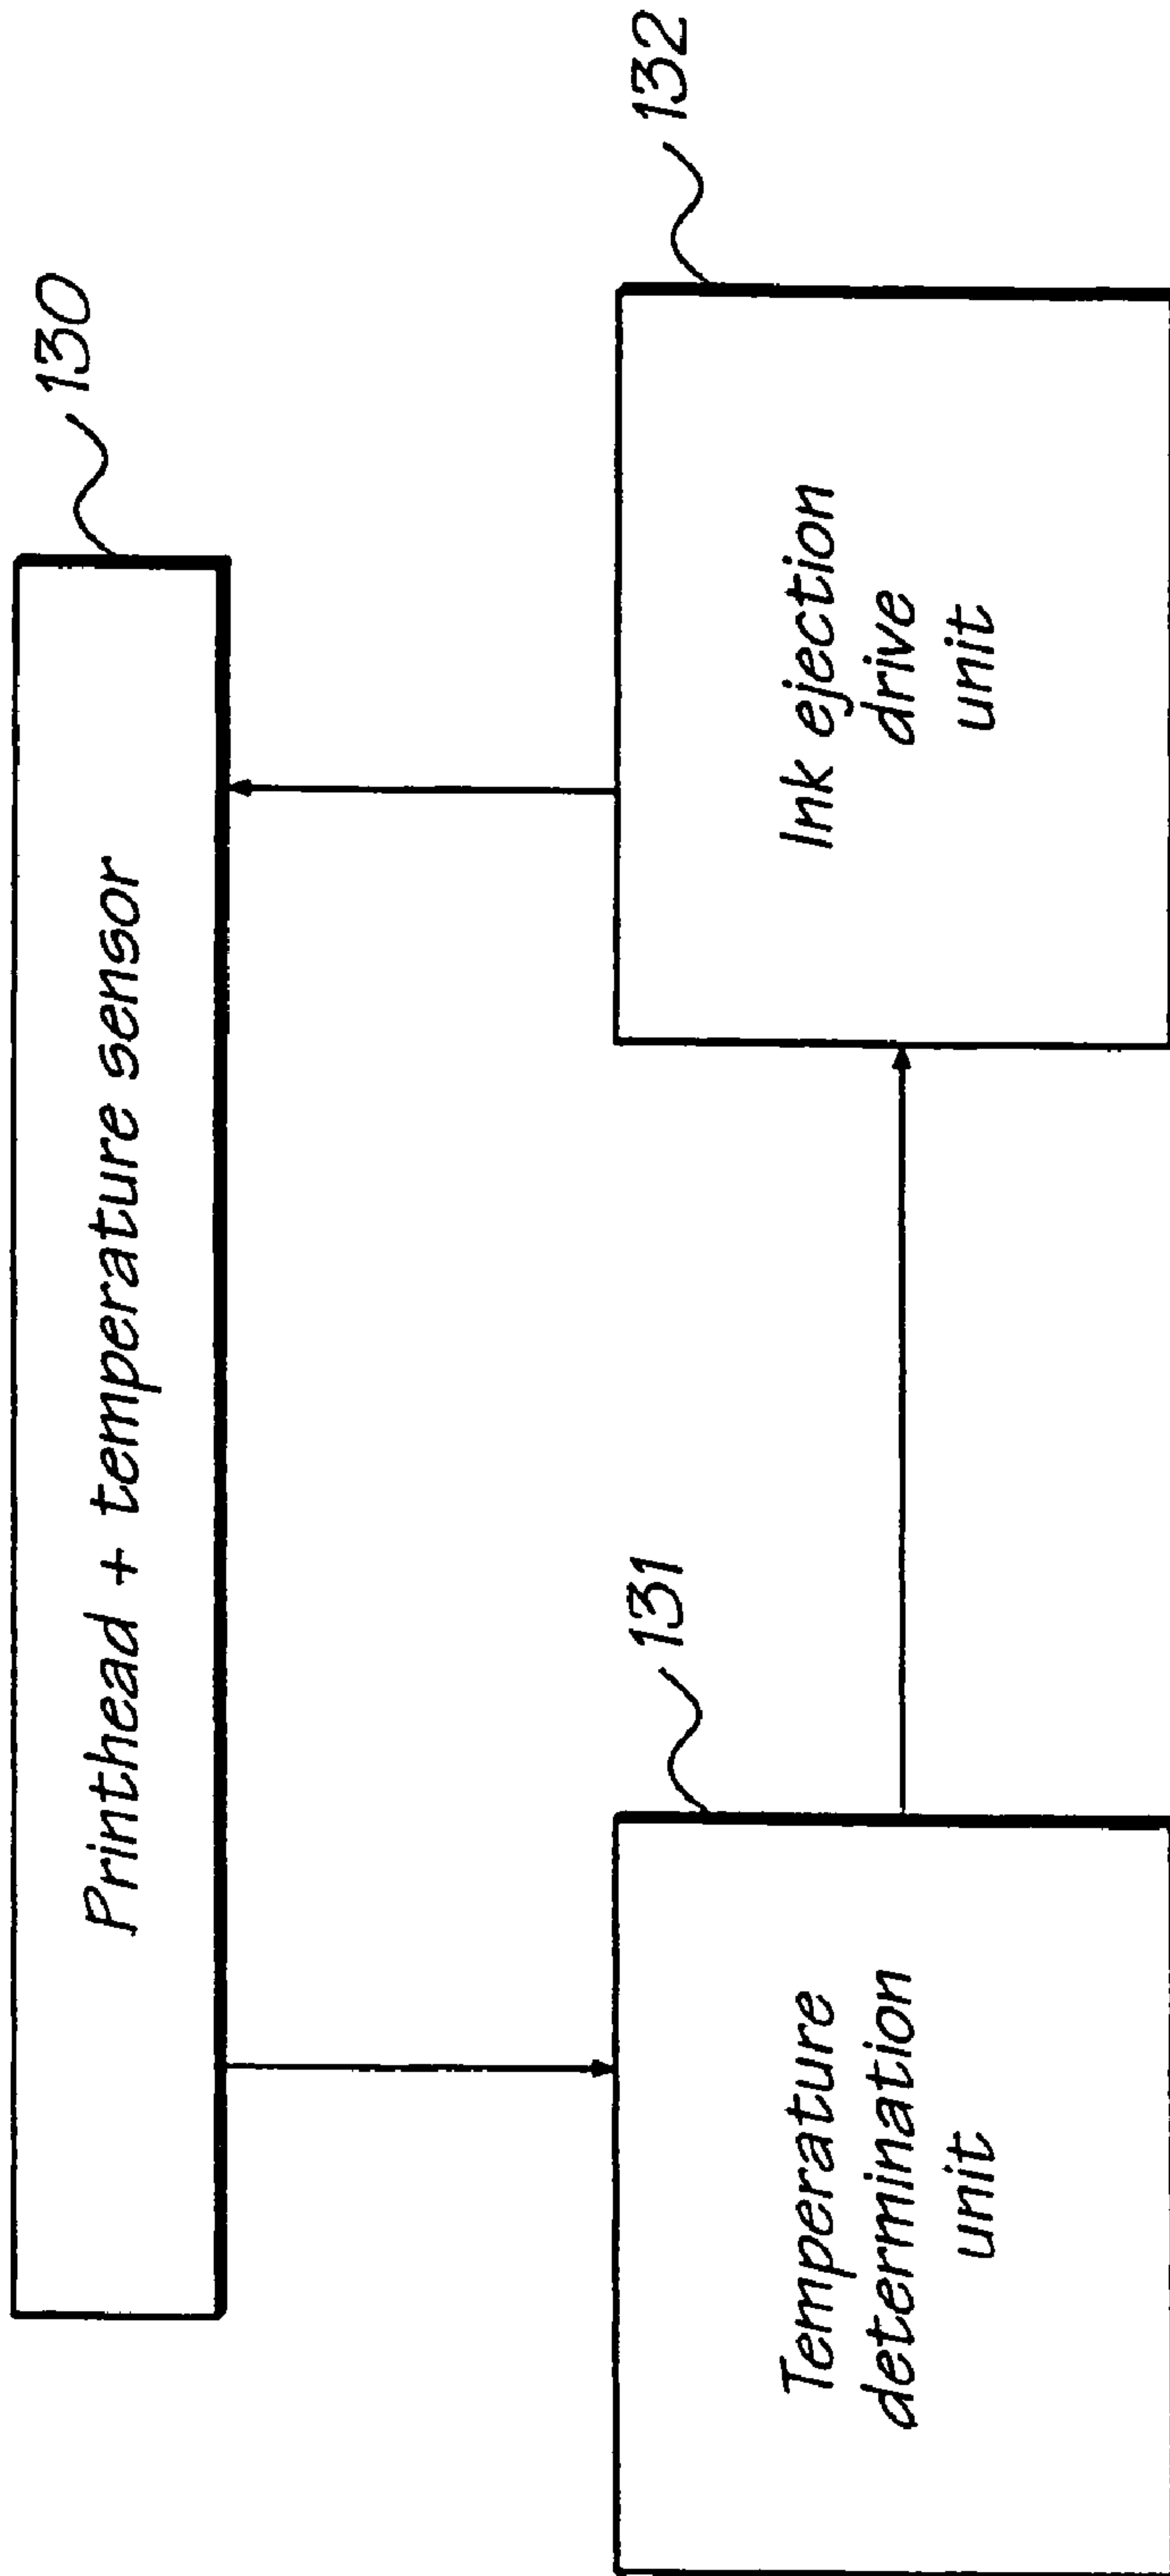 Printhead + temperature sensor
130
Temperature
determination
unit
131
Ink ejection
drive
unit
132